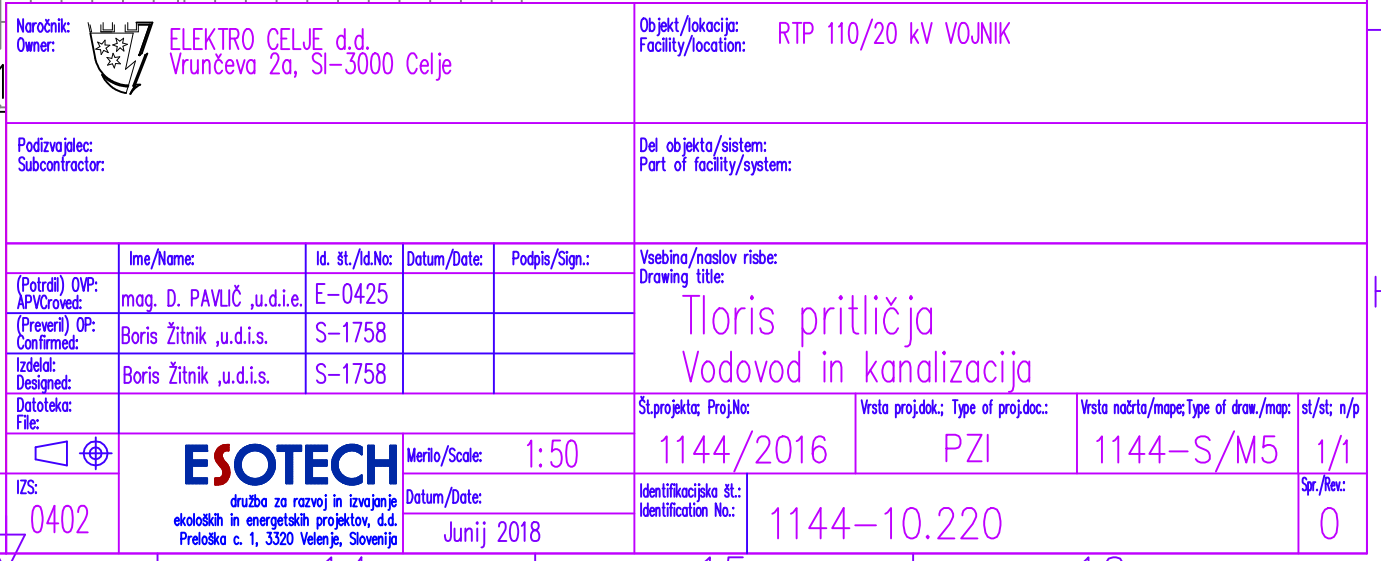 Naročnik:
Owner:
ELEKTRO CELJE d.d.
Vrunčeva 2a, SI-3000 Celje
Objekt/lokacija:
Facility/location:
RTP 110/20 kV VOJNIK
Podizvajalec:
Subcontractor:
Del objekta/sistem:
Part of facility/system:
Ime/Name: Id. št./Id.No: Datum/Date: Podpis/Sign.:
(Potrdil) OVP:
APVCroved:
mag. D. PAVLIČ ,u.d.i.e. E-0425
(Preveril) OP:
Confirmed:
Boris Žitnik ,u.d.i.s. S-1758
Izdelal:
Designed:
Boris Žitnik ,u.d.i.s. S-1758
Vsebina/naslov risbe:
Drawing title:
Tloris pritličja
Vodovod in kanalizacija
Datoteka:
File:
Št.projekta; Proj.No:
1144/2016
Vrsta proj.dok.; Type of proj.doc.:
PZI
Vrsta načrta/mape;Type of draw./map:
1144-S/M5
st/st; n/p
1/1
IZS:
0402
ESOTECH
družba za razvoj in izvajanje
ekoloških in energetskih projektov, d.d.
Preloška c. 1, 3320 Velenje, Slovenija
Merilo/Scale: 1:50
Datum/Date:
Junij 2018
Identifikacijska št.:
Identification No.:
1144-10.220
Spr./Rev.:
0